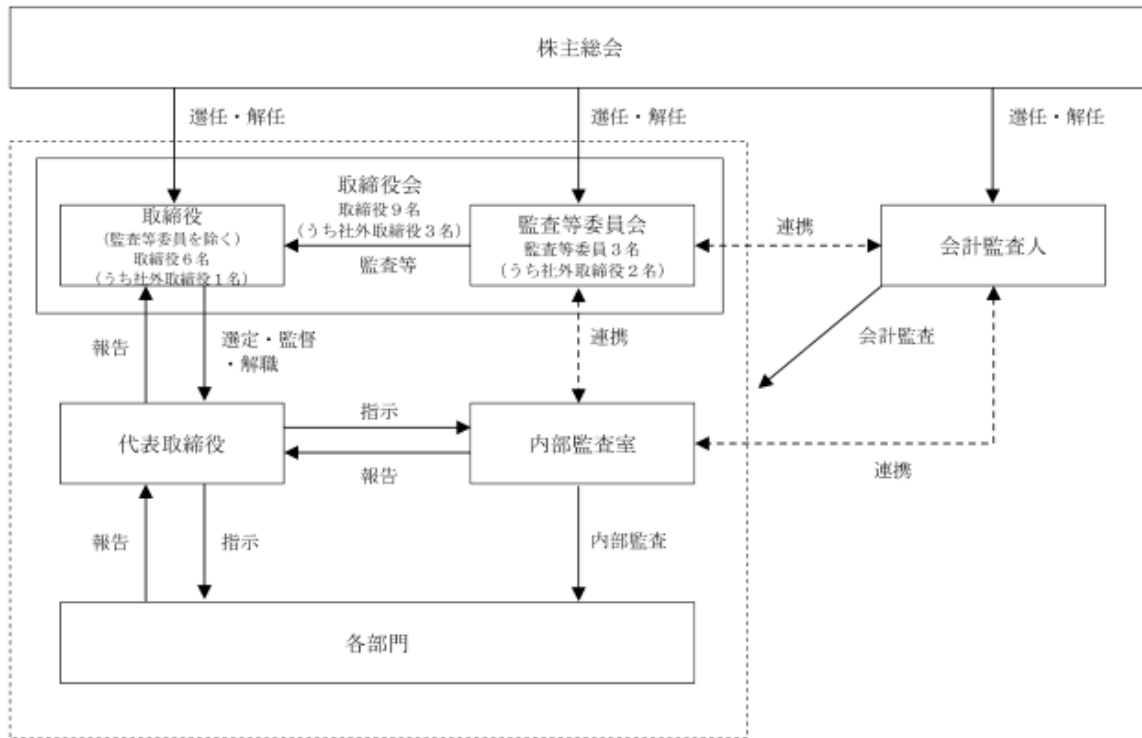 株主総会
選任・解任
選任・解任
選任・解任
取締役会
取締役９名
（うち社外取締役３名）
取締役
（監査等委員を除く）
取締役６名
（うち社外取締役１名）
監査等
監査等委員会
監査等委員３名
（うち社外取締役２名）
連携
会計監査人
報告
選定・監督
・解職
連携
会計監査
代表取締役
指示
報告
内部監査室
連携
報告
指示
内部監査
各部門